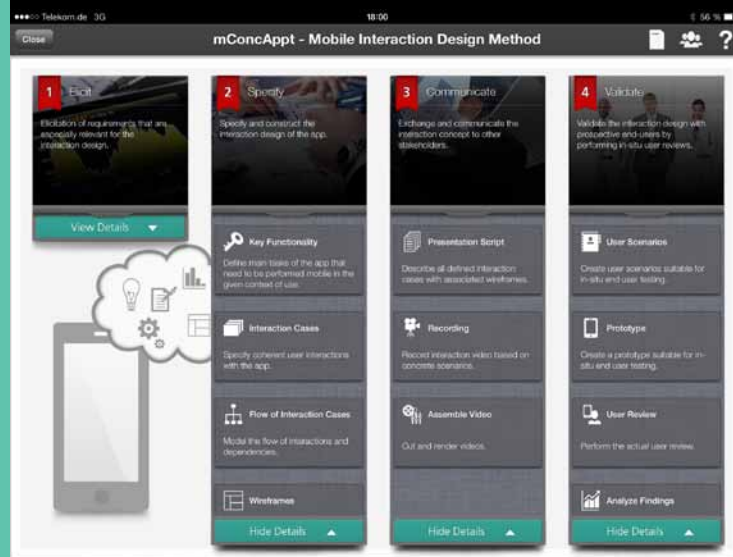 Telekom.de 3G 18:00 56 %
Close mConcAppt - Mobile Interaction Design Method ?
1 Elicit
Elicitation of requirements that are
especially relevant for the
interaction design.
View Details
2 Specify
Specify and construct the
interaction design of the app.
Key Functionality
Define main tasks of the app that
need to be performed mobile in the
given context of use.
Interaction Cases
Specify coherent user interactions
with the app.
Flow of Interaction Cases
Model the flow of interactions and
dependencies.
Wireframes
Hide Details
3 Communicate
Exchange and communicate the
interaction concept to other
stakeholders.
Presentation Script
Describe all defined interaction
cases with associated wireframes.
Recording
Record interaction video based on
concrete scenarios.
Assemble Video
Cut and render videos.
Hide Details
4 Validate
Validate the interaction design with
prospective end-users by
performing in-situ user reviews.
User Scenarios
Create user scenarios suitable for
in-situ end user testing.
Prototype
Create a prototype suitable for in-
situ end user testing.
User Review
Perform the actual user review.
Analyze Findings
Hide Details